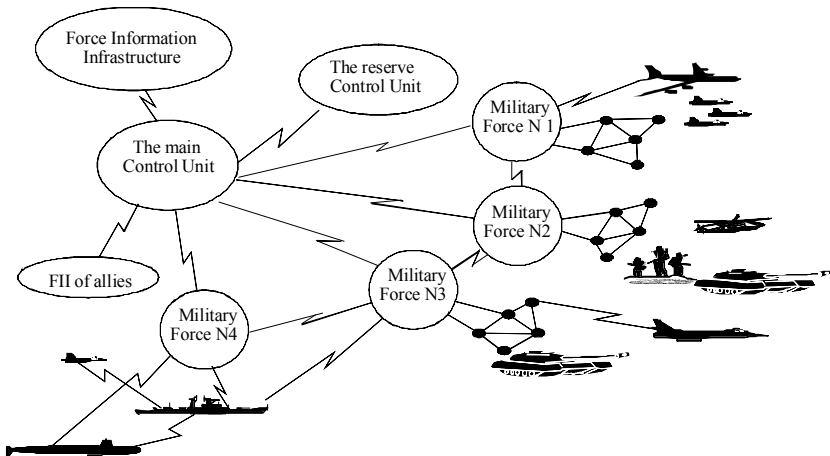 Force Information
Infrastructure
The reserve
Control Unit
The main
Control Unit
Military
Force N 1
Military
Force N2
FII of allies
Military
Force N3
Military
Force N4